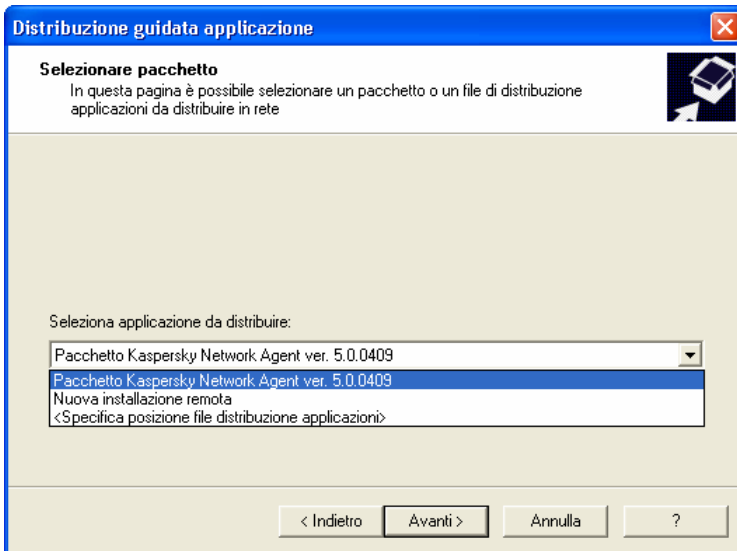 Distribuzione guidata applicazione
Selezionare pacchetto
In questa pagina è possibile selezionare un pacchetto o un file di distribuzione
applicazioni da distribuire in rete
Seleziona applicazione da distribuire:
Pacchetto Kaspersky Network Agent ver. 5.0.0409
Pacchetto Kaspersky Network Agent ver. 5.0.0409
Nuova installazione remota
<Specifica posizione file distribuzione applicazioni>
< Indietro Avanti > Annulla ?